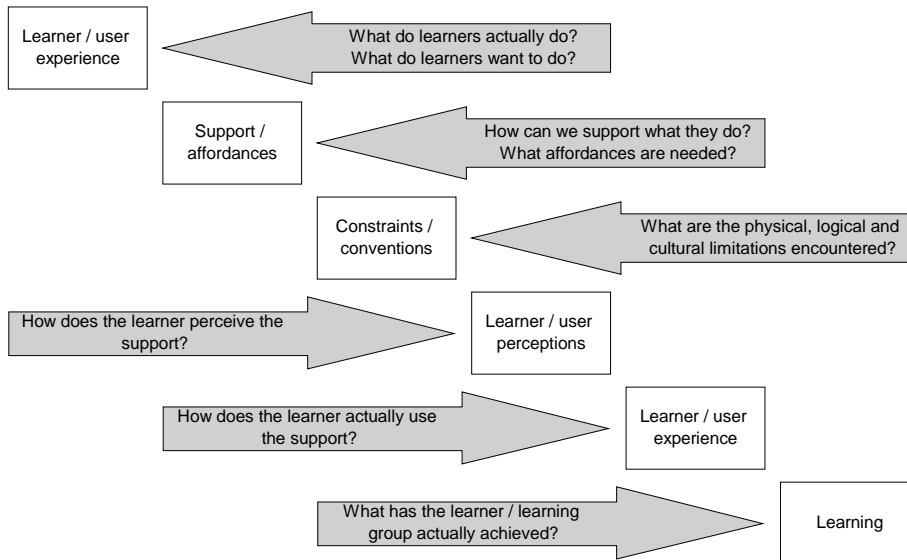 Learner / user
experience
What do learners actually do?
What do learners want to do?
Support /
affordances
How can we support what they do?
What affordances are needed?
Constraints /
conventions
What are the physical, logical and
cultural limitations encountered?
How does the learner perceive the
support?
Learner / user
perceptions
How does the learner actually use
the support?
Learner / user
experience
What has the learner / learning
group actually achieved?
Learning